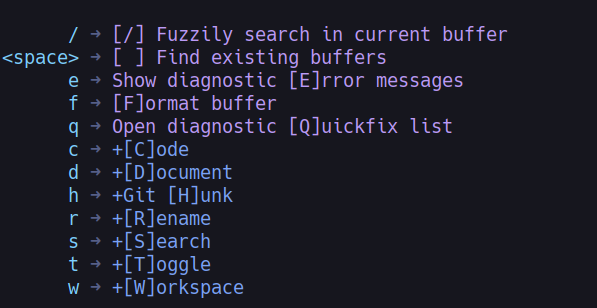 / → [/] Fuzzily search in current buffer
<space> → [ ] Find existing buffers
e → Show diagnostic [E]rror messages
f → [F]ormat buffer
q → Open diagnostic [Q]uickfix list
c → +[C]ode
d → +[D]ocument
h → +Git [H]unk
r → +[R]ename
s → +[S]earch
t → +[T]oggle
w → +[W]orkspace